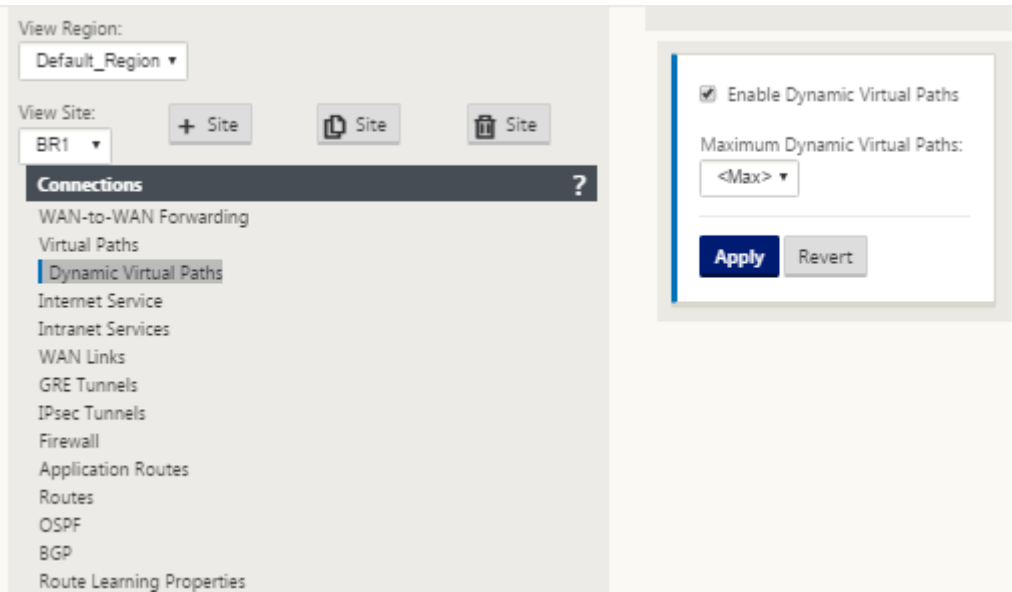 View Region:
Default_Region
View Site:
BR1
+ Site
Site
Site
Connections ?
WAN-to-WAN Forwarding
Virtual Paths
Dynamic Virtual Paths
Internet Service
Intranet Services
WAN Links
GRE Tunnels
IPsec Tunnels
Firewall
Application Routes
Routes
OSPF
BGP
Route Learning Properties
Enable Dynamic Virtual Paths
Maximum Dynamic Virtual Paths:
<Max>
Apply Revert